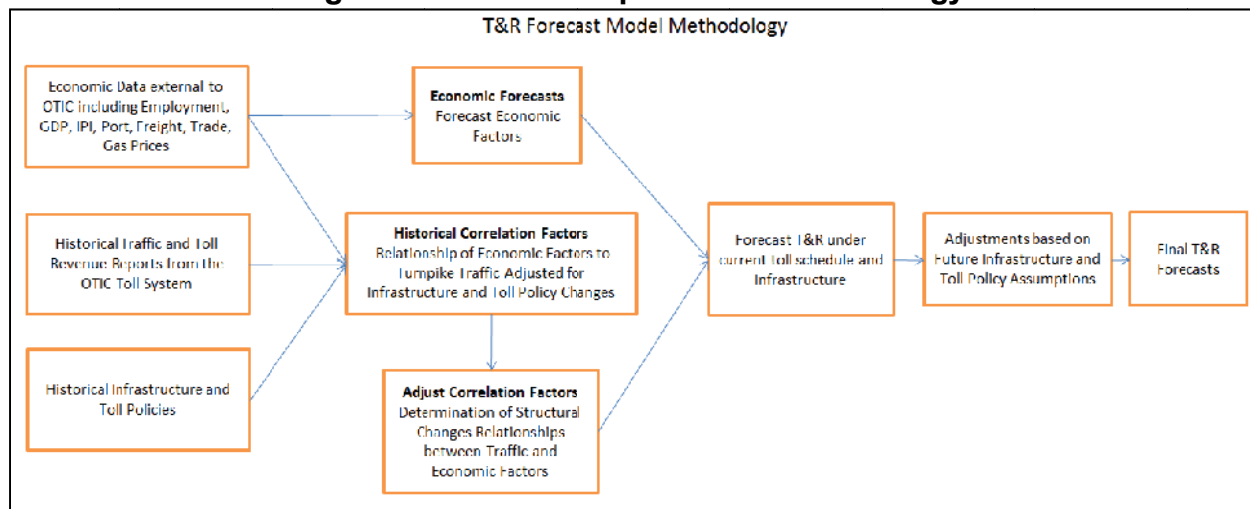 T&R Forecast Model Methodology
Economic Data external to
OTIC including Employment,
GDP, IPI, Port, Freight, Trade,
Gas Prices
Economic Forecasts
Forecast Economic
Factors
Historical Traffic and Toll
Revenue Reports from the
OTIC Toll System
Historical Correlation Factors
Relationship of Economic Factors to
Turnpike Traffic Adjusted for
Infrastructure and Toll Policy Changes
Forecast T&R under
current toll schedule and
Infrastructure
Adjustments based on
Future Infrastructure and
Toll Policy Assumptions
Final T&R
Forecasts
Historical Infrastructure and
Toll Policies
Adjust Correlation Factors
Determination of Structural
Changes Relationships
between Traffic and
Economic Factors